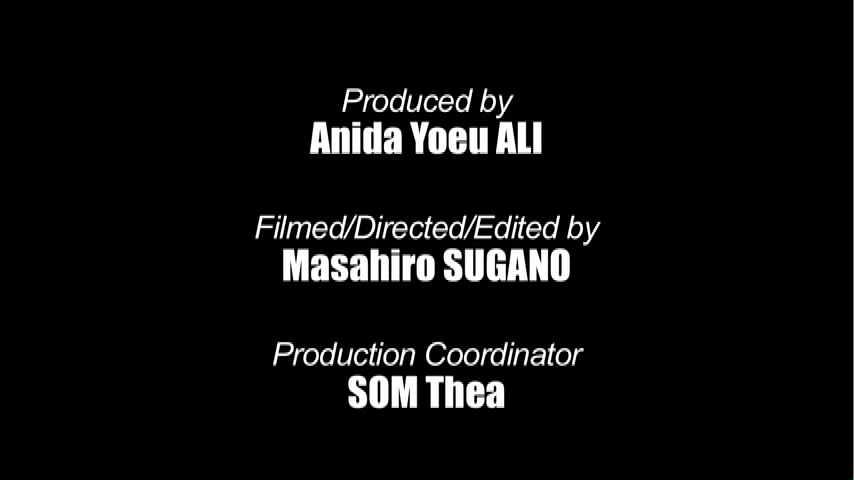 Produced by
Anida Yoeu ALI
Filmed/Directed/Edited by
Masahiro SUGANO
Production Coordinator
SOM Thea